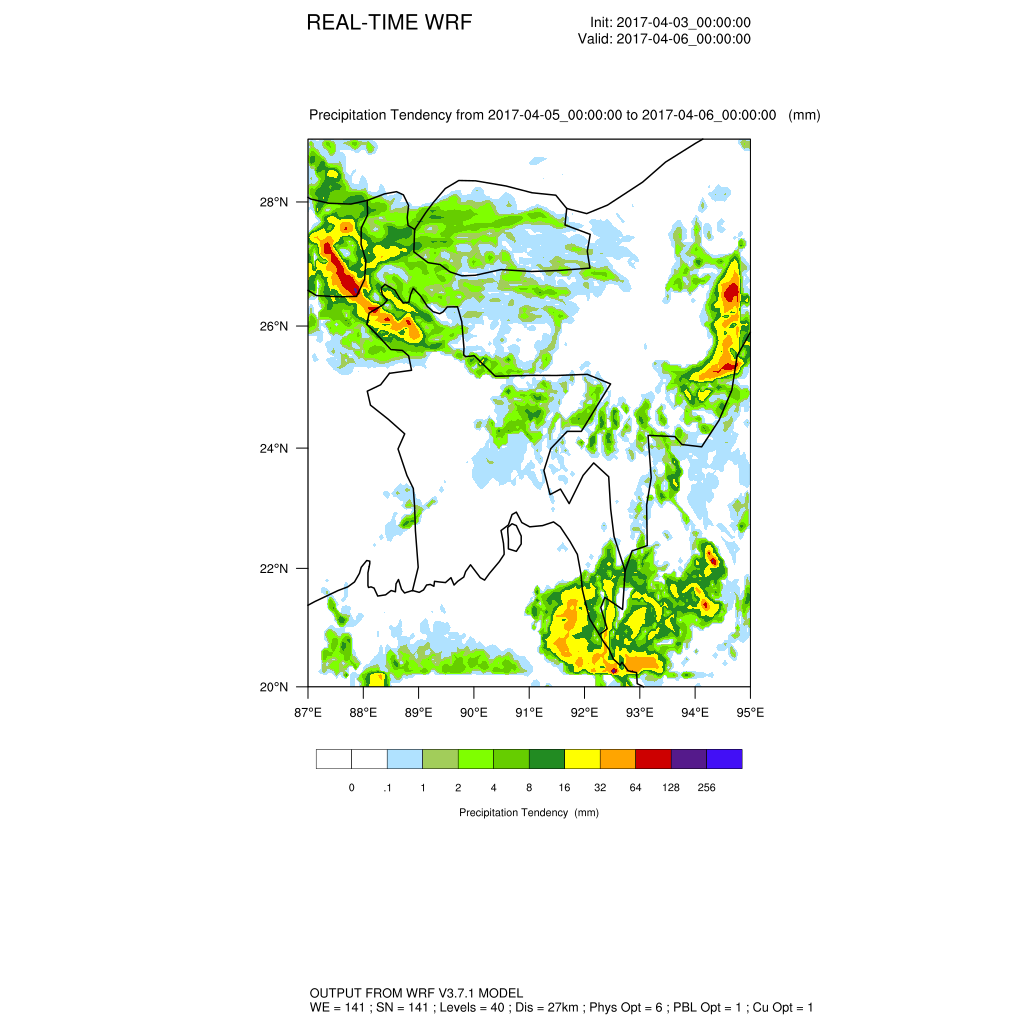 REAL-TIME WRF
Init: 2017-04-03_00:00:00
Valid: 2017-04-06_00:00:00
Precipitation Tendency from 2017-04-05_00:00:00 to 2017-04-06_00:00:00 (mm)
28°N
26°N
24°N
22°N
20°N
87°E 88°E 89°E 90°E 91°E 92°E 93°E 94°E 95°E
0 .1 1 2 4 8 16 32 64 128 256
Precipitation Tendency (mm)
OUTPUT FROM WRF V3.7.1 MODEL
WE = 141 ; SN = 141 ; Levels = 40 ; Dis = 27km ; Phys Opt = 6 ; PBL Opt = 1 ; Cu Opt = 1